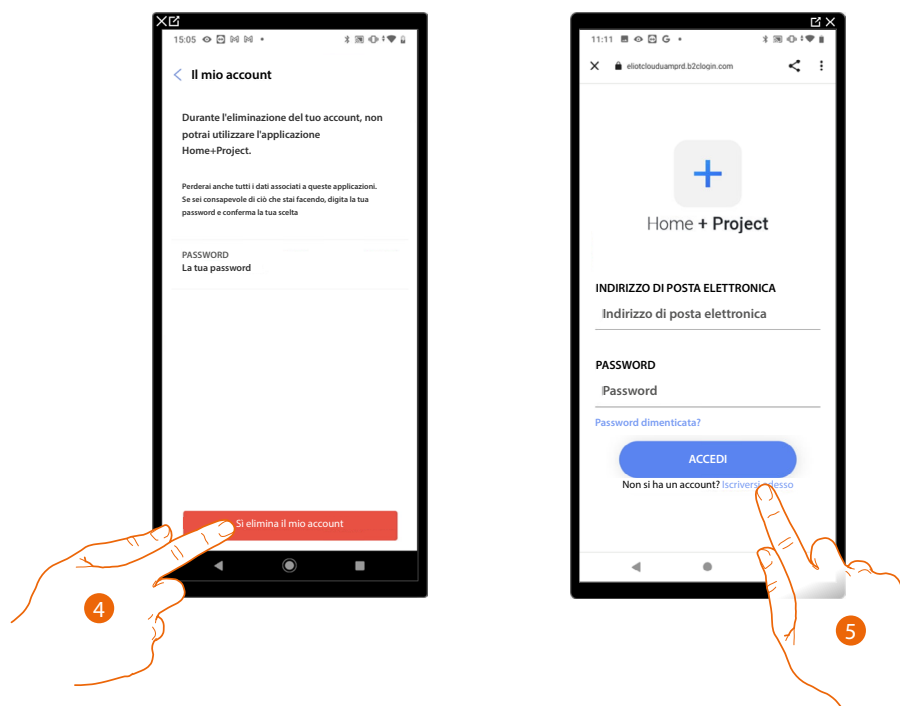 15:05
Il mio account
Durante l'eliminazione del tuo account, non
potrai utilizzare l'applicazione
Home+Project.
Perderai anche tutti i dati associati a queste applicazioni.
Se sei consapevole di ciò che stai facendo, digita la tua
password e conferma la tua scelta
PASSWORD
La tua password
Si elimina il mio account
4
11:11 G
eliotclouduamprd.b2clogin.com
Home + Project
INDIRIZZO DI POSTA ELETTRONICA
Indirizzo di posta elettronica
PASSWORD
Password
Password dimenticata?
ACCEDI
Non si ha un account? Iscriversi adesso
5